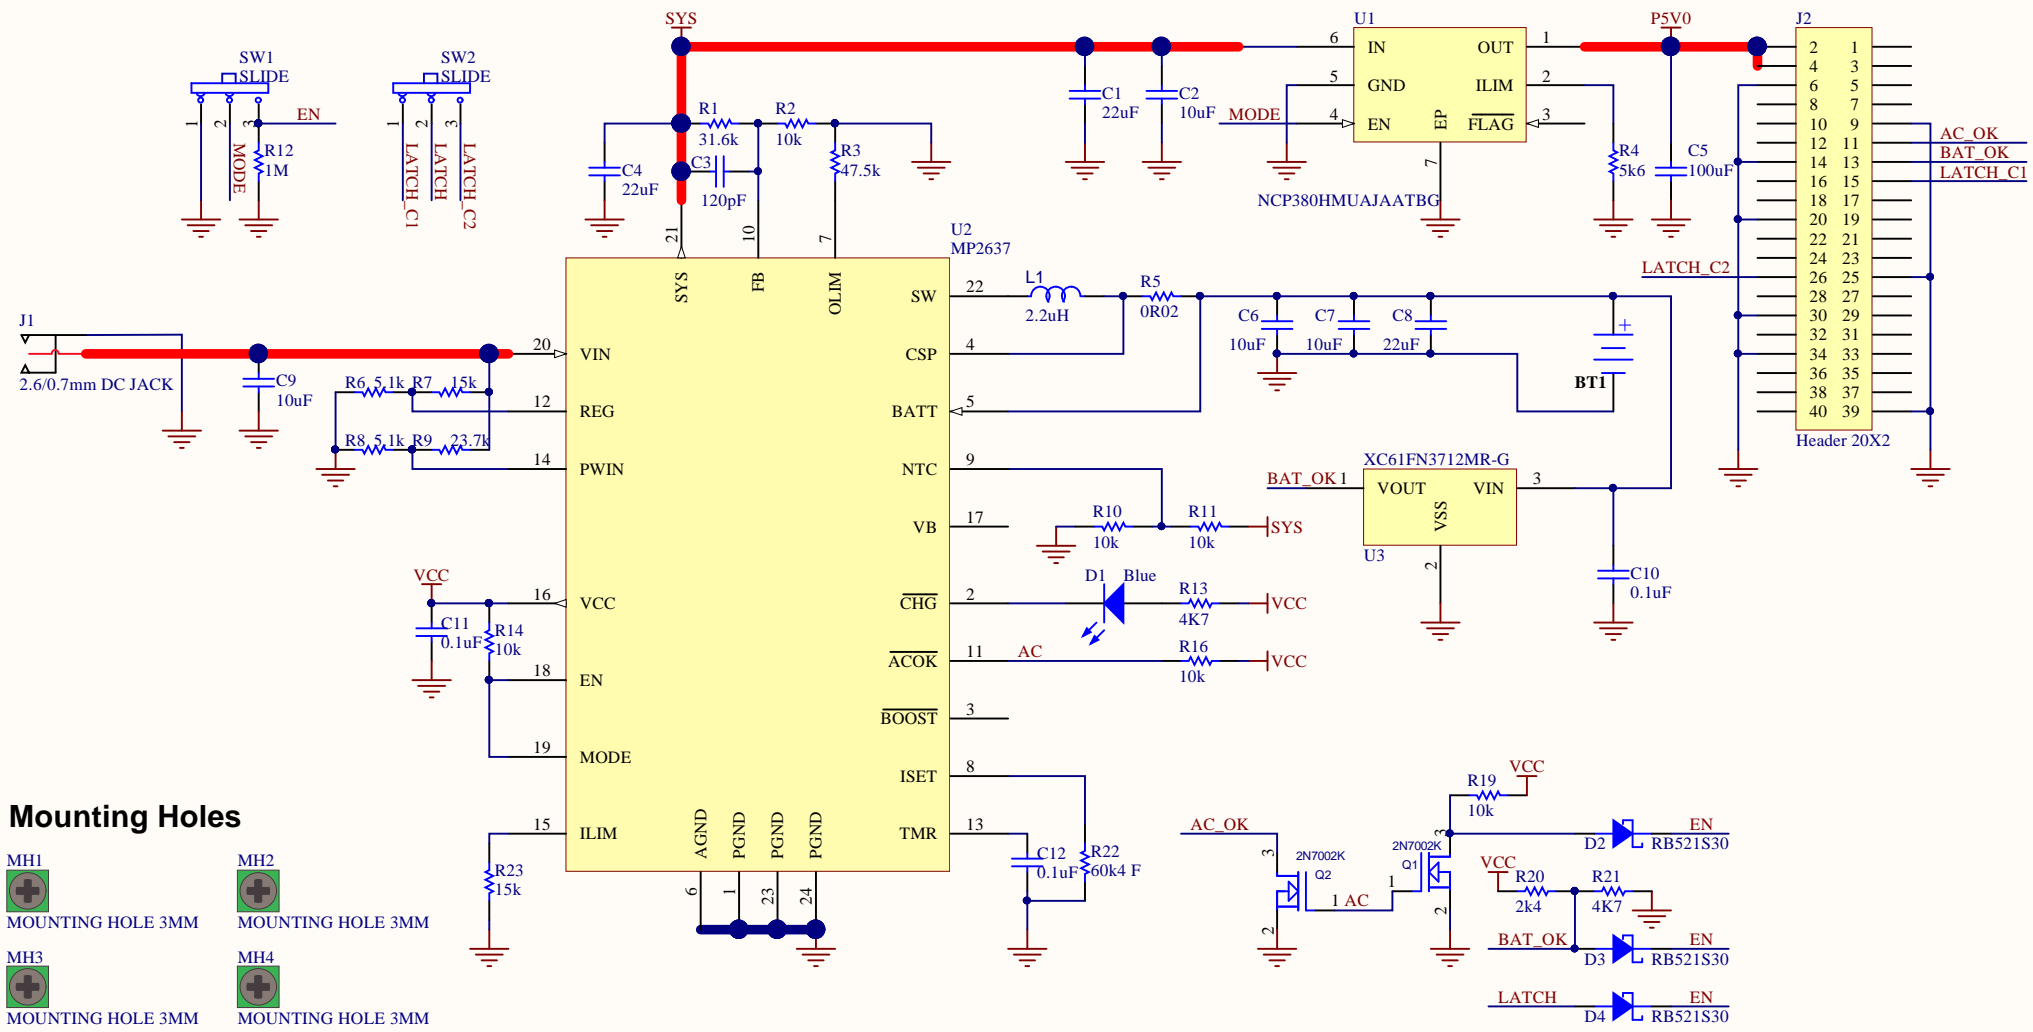 SYS
U1
P5V0
J2
SW1
SLIDE
SW2
SLIDE
1
2
3
EN
MODE
R12
1M
1
2
3
LATCH_C1
LATCH
LATCH_C2
R1
31.6k
R2
10k
R3
47.5k
C4
22uF
C3
120pF
C1
22uF
C2
10uF
MODE
6 IN OUT 1
5 GND ILIM 2
4 EN EP FLAG 3
7
NCP380HMUAJAATBG
R4
5k6
C5
100uF
2 1
4 3
6 5
8 7
10 9
12 11
14 13
16 15
18 17
20 19
22 21
24 23
26 25
28 27
30 29
32 31
34 33
36 35
38 37
40 39
Header 20X2
AC_OK
BAT_OK
LATCH_C1
LATCH_C2
U2
MP2637
21
10
7
SYS
FB
OLIM
SW 22
CSP 4
BATT 5
NTC 9
VB 17
CHG 2
ACOK 11
BOOST 3
ISET 8
TMR 13
20 VIN
12 REG
14 PWIN
16 VCC
18 EN
19 MODE
15 ILIM
AGND
PGND
PGND
PGND
6
1
23
24
J1
2.6/0.7mm DC JACK
C9
10uF
R6 5.1k R7 15k
R8 5.1k R9 23.7k
L1
2.2uH
R5
0R02
C6
10uF
C7
10uF
C8
22uF
+
BT1
XC61FN3712MR-G
BAT_OK 1 VOUT VIN 3
VSS
2
U3
C10
0.1uF
R10
10k
R11
10k
SYS
D1 Blue
R13
4K7
VCC
AC
R16
10k
VCC
VCC
C11
0.1uF
R14
10k
R23
15k
C12
0.1uF
R22
60k4 F
AC_OK
3
2N7002K
Q2
1 AC
2
2N7002K
Q1
1
3
2
R19
10k
VCC
D2
EN
RB521S30
VCC
R20
2k4
R21
4K7
BAT_OK
D3
EN
RB521S30
LATCH
D4
EN
RB521S30
Mounting Holes
MH1
MOUNTING HOLE 3MM
MH2
MOUNTING HOLE 3MM
MH3
MOUNTING HOLE 3MM
MH4
MOUNTING HOLE 3MM